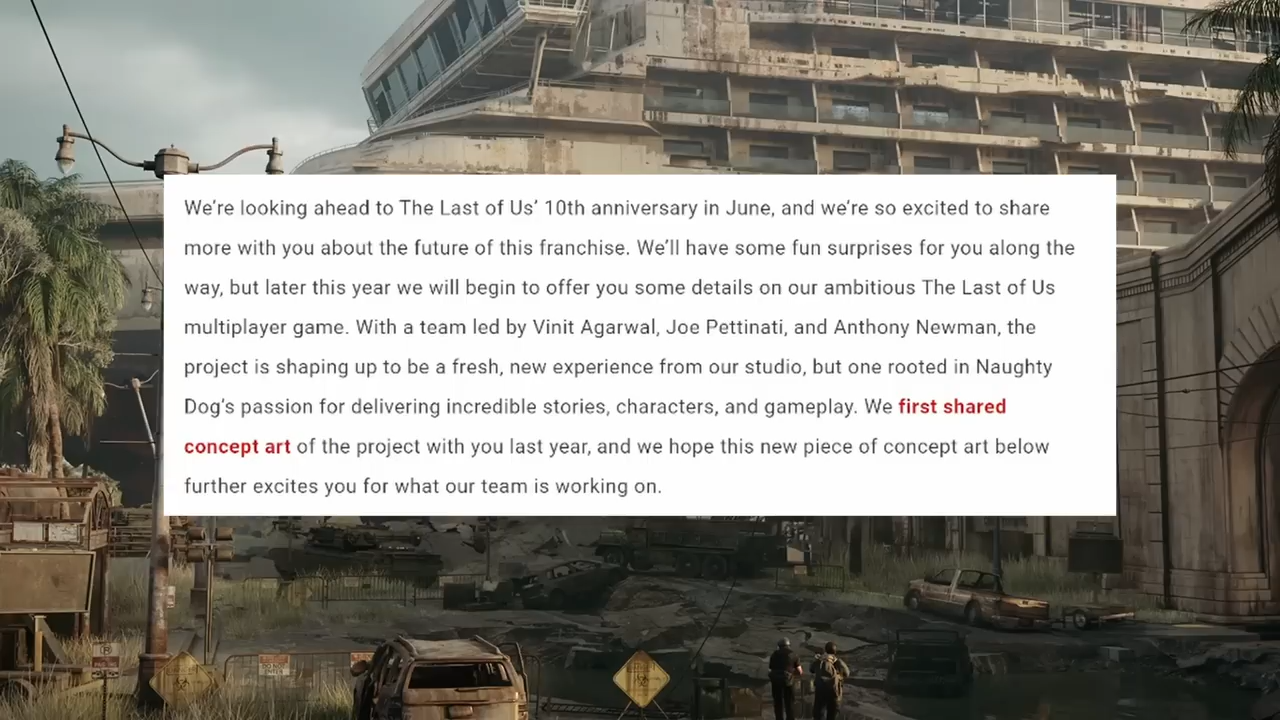 We’re looking ahead to The Last of Us’ 10th anniversary in June, and we’re so excited to share
more with you about the future of this franchise. We’ll have some fun surprises for you along the
way, but later this year we will begin to offer you some details on our ambitious The Last of Us
multiplayer game. With a team led by Vinit Agarwal, Joe Pettinati, and Anthony Newman, the
project is shaping up to be a fresh, new experience from our studio, but one rooted in Naughty
Dog’s passion for delivering incredible stories, characters, and gameplay. We first shared
concept art of the project with you last year, and we hope this new piece of concept art below
further excites you for what our team is working on.